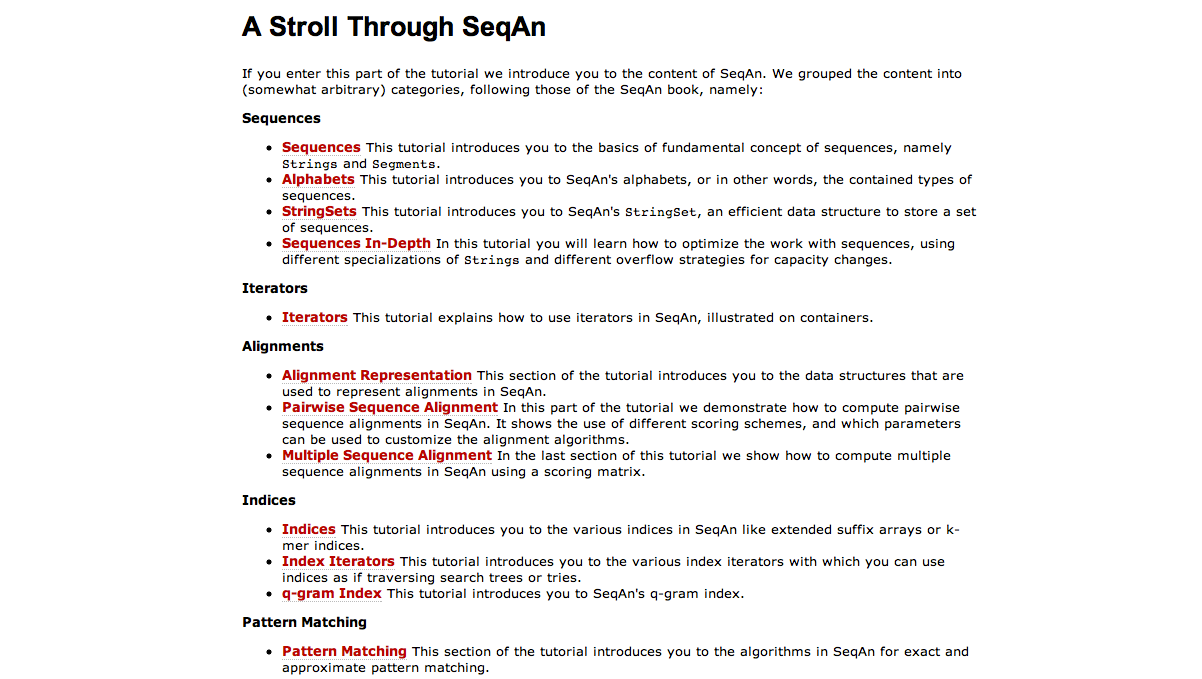 A Stroll Through SeqAn
If you enter this part of the tutorial we introduce you to the content of SeqAn. We grouped the content into
(somewhat arbitrary) categories, following those of the SeqAn book, namely:
Sequences
• Sequences This tutorial introduces you to the basics of fundamental concept of sequences, namely
Strings and Segments.
• Alphabets This tutorial introduces you to SeqAn's alphabets, or in other words, the contained types of
sequences.
• StringSets This tutorial introduces you to SeqAn's StringSet, an efficient data structure to store a set
of sequences.
• Sequences In-Depth In this tutorial you will learn how to optimize the work with sequences, using
different specializations of Strings and different overflow strategies for capacity changes.
Iterators
• Iterators This tutorial explains how to use iterators in SeqAn, illustrated on containers.
Alignments
• Alignment Representation This section of the tutorial introduces you to the data structures that are
used to represent alignments in SeqAn.
• Pairwise Sequence Alignment In this part of the tutorial we demonstrate how to compute pairwise
sequence alignments in SeqAn. It shows the use of different scoring schemes, and which parameters
can be used to customize the alignment algorithms.
• Multiple Sequence Alignment In the last section of this tutorial we show how to compute multiple
sequence alignments in SeqAn using a scoring matrix.
Indices
• Indices This tutorial introduces you to the various indices in SeqAn like extended suffix arrays or k-
mer indices.
• Index Iterators This tutorial introduces you to the various index iterators with which you can use
indices as if traversing search trees or tries.
• q-gram Index This tutorial introduces you to SeqAn's q-gram index.
Pattern Matching
• Pattern Matching This section of the tutorial introduces you to the algorithms in SeqAn for exact and
approximate pattern matching.